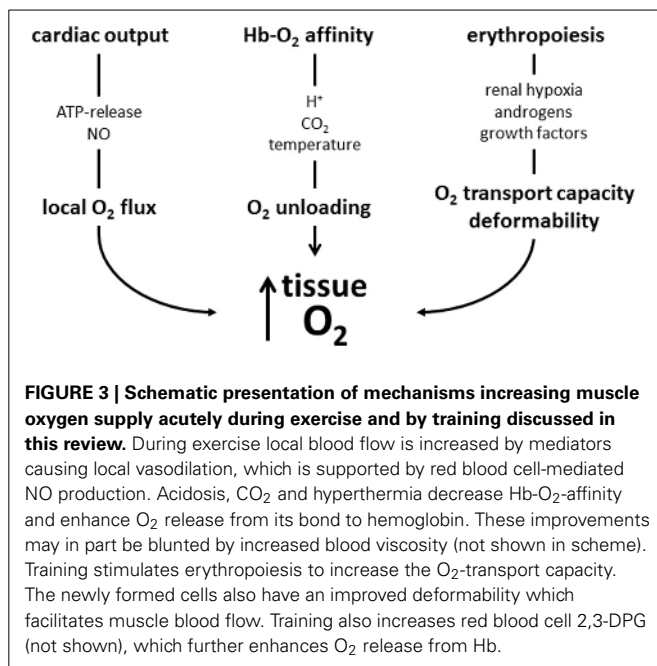 cardiac output Hb-O₂ affinity erythropoiesis
ATP-release
NO
H⁺
CO₂
temperature
renal hypoxia
androgens
growth factors
local O₂ flux O₂ unloading O₂ transport capacity
deformability
tissue
O₂
FIGURE 3 | Schematic presentation of mechanisms increasing muscle
oxygen supply acutely during exercise and by training discussed in
this review. During exercise local blood flow is increased by mediators
causing local vasodilation, which is supported by red blood cell-mediated
NO production. Acidosis, CO₂ and hyperthermia decrease Hb-O₂-affinity
and enhance O₂ release from its bond to hemoglobin. These improvements
may in part be blunted by increased blood viscosity (not shown in scheme).
Training stimulates erythropoiesis to increase the O₂-transport capacity.
The newly formed cells also have an improved deformability which
facilitates muscle blood flow. Training also increases red blood cell 2,3-DPG
(not shown), which further enhances O₂ release from Hb.